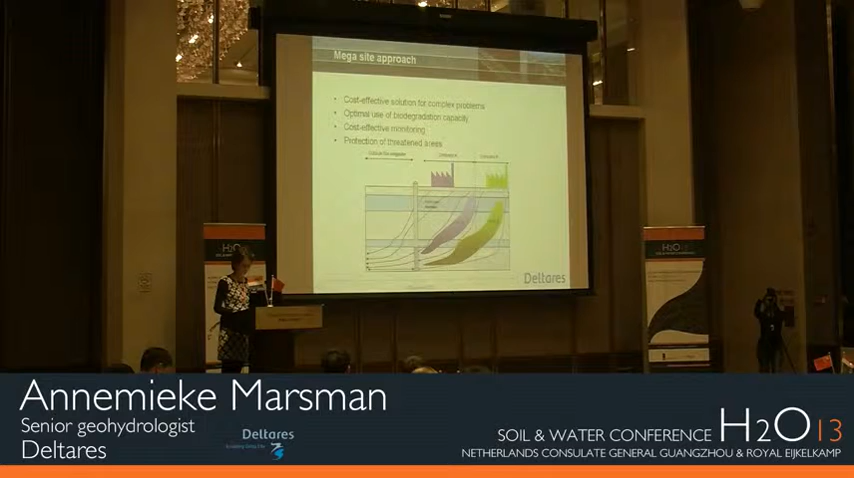 Mega site approach
• Cost-effective solution for complex problems
• Optimal use of biodegradation capacity
• Cost-effective monitoring
• Protection of threatened areas
Deltares
H2O13
H2O13
Annemieke Marsman
Senior geohydrologist
Deltares
Deltares
SOIL & WATER CONFERENCE H2O13
NETHERLANDS CONSULATE GENERAL GUANGZHOU & ROYAL EIJKELKAMP